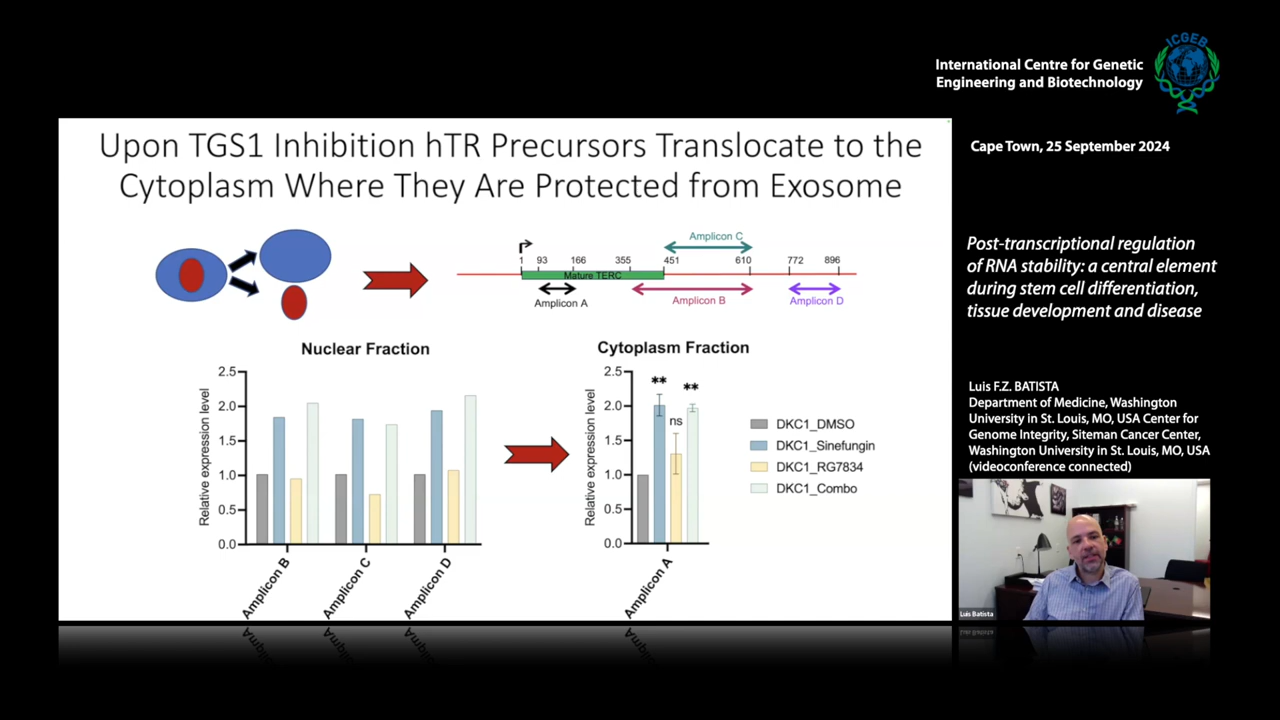 ICGEB
International Centre for Genetic
Engineering and Biotechnology
Cape Town, 25 September 2024
Upon TGS1 Inhibition hTR Precursors Translocate to the
Cytoplasm Where They Are Protected from Exosome
Amplicon C
1 93 166 355 451 610 772 896
Mature TERC
Amplicon A
Amplicon B
Amplicon D
Nuclear Fraction
Relative expression level
2.5
2.0
1.5
1.0
0.5
0.0
Amplicon B
Amplicon C
Amplicon D
Cytoplasm Fraction
Relative expression level
2.5
2.0
1.5
1.0
0.5
0.0
**
ns
**
Amplicon A
DKC1_DMSO
DKC1_Sinefungin
DKC1_RG7834
DKC1_Combo
Post-transcriptional regulation
of RNA stability: a central element
during stem cell differentiation,
tissue development and disease
Luis F.Z. BATISTA
Department of Medicine, Washington
University in St. Louis, MO, USA Center for
Genome Integrity, Siteman Cancer Center,
Washington University in St. Louis, MO, USA
(videoconference connected)
Luis Batista